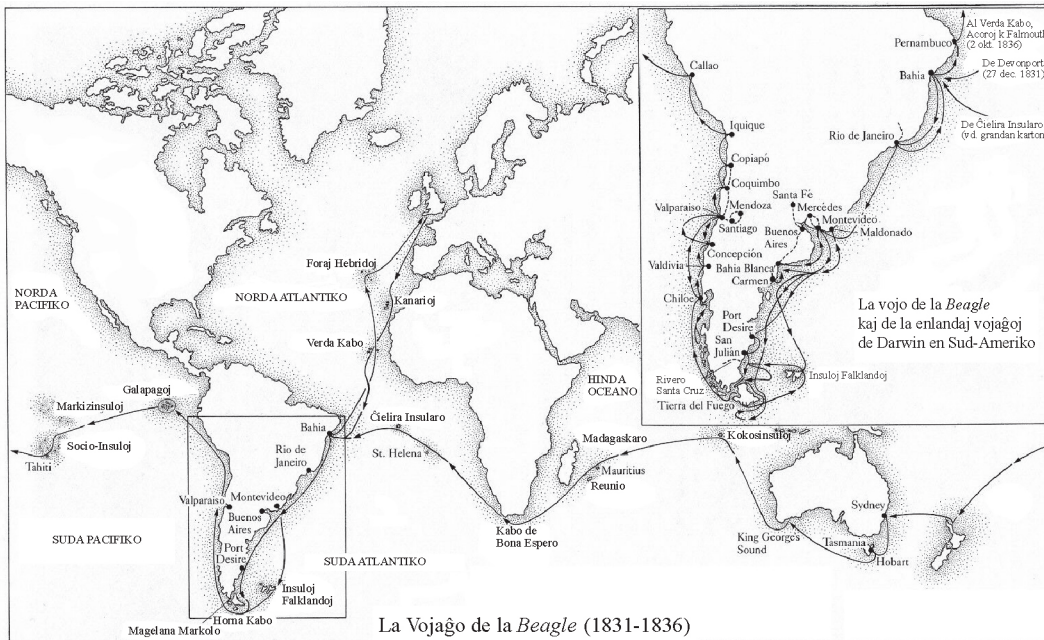 Al Verda Kabo,
Acoroj k Falmouth
(2 okt. 1836)
Pernambuco
De Devonport
(27 dec. 1831)
Bahia
De Ĉielira Insularo
(vd. grandan karton
Rio de Janeiro
Callao
Iquique
Copiapó
Coquimbo
Santa Fé
Mendoza
Mercédes
Valparaiso
Montevideo
Santiago
Buenos
Aires
Maldonado
Concepción
Valdivia
Bahia Blanca
Carmen
Chiloe
Port
Desire
San
Julián
La vojo de la Beagle
kaj de la enlandaj vojaĝoj
de Darwin en Sud-Ameriko
Rivero
Santa Cruz
Insuloj Falklandoj
Tierra del Fuego
NORDA
PACIFIKO
Foraj Hebridoj
NORDA ATLANTIKO
Kanarioj
Verda Kabo
HINDA
OCEANO
Galapagoj
Markizinsuloj
Socio-Insuloj
Tahiti
Ĉielira Insularo
Bahia
St. Helena
Rio de
Janeiro
Madagaskaro
Mauritius
Reunio
Kokosinsuloj
Valparaiso
Montevideo
Buenos
Aires
Sydney
Kabo de
Bona Espero
King George's
Sound
Tasmania
Hobart
SUDA PACIFIKO
Port
Desire
SUDA ATLANTIKO
Insuloj
Falklandoj
Horna Kabo
Magelana Markolo
La Vojaĝo de la Beagle (1831-1836)